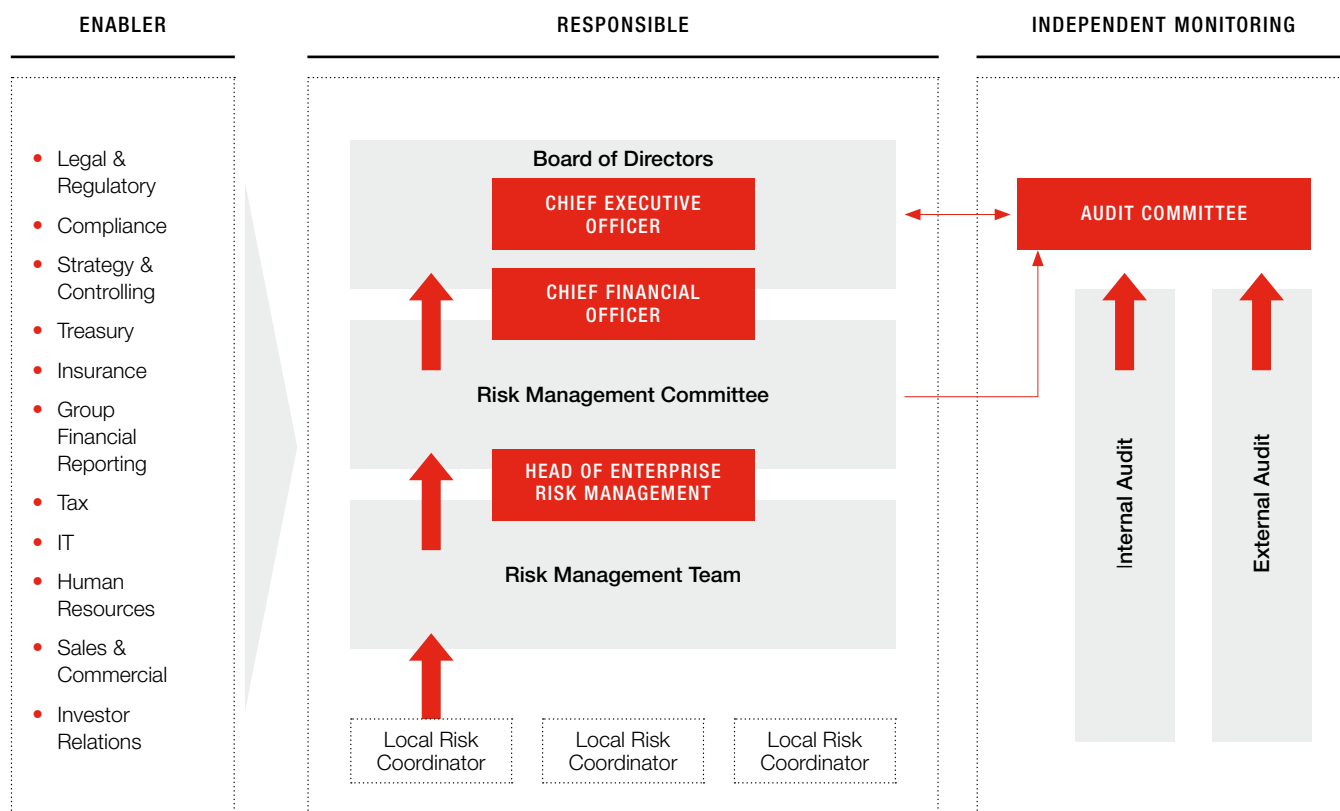 ENABLER
RESPONSIBLE
INDEPENDENT MONITORING
Legal &
Regulatory
Compliance
Strategy &
Controlling
Treasury
Insurance
Group
Financial
Reporting
Tax
IT
Human
Resources
Sales &
Commercial
Investor
Relations
Board of Directors
CHIEF EXECUTIVE
OFFICER
CHIEF FINANCIAL
OFFICER
Risk Management Committee
HEAD OF ENTERPRISE
RISK MANAGEMENT
Risk Management Team
Local Risk
Coordinator
Local Risk
Coordinator
Local Risk
Coordinator
AUDIT COMMITTEE
Internal Audit
External Audit